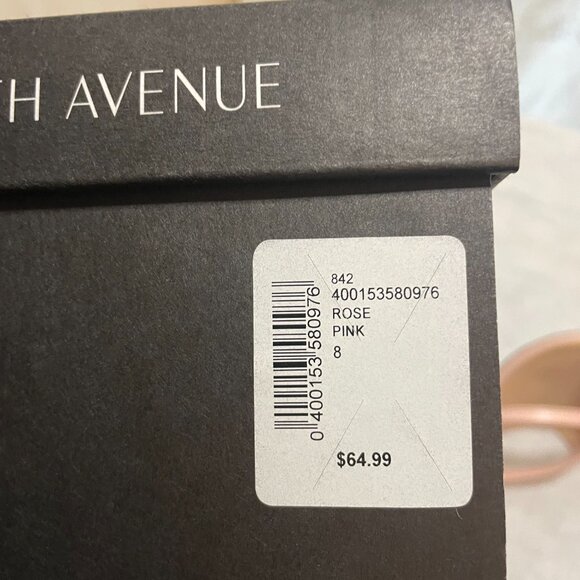 TH AVENUE
842
400153580976
ROSE
PINK
8
0 400153 580976
$64.99